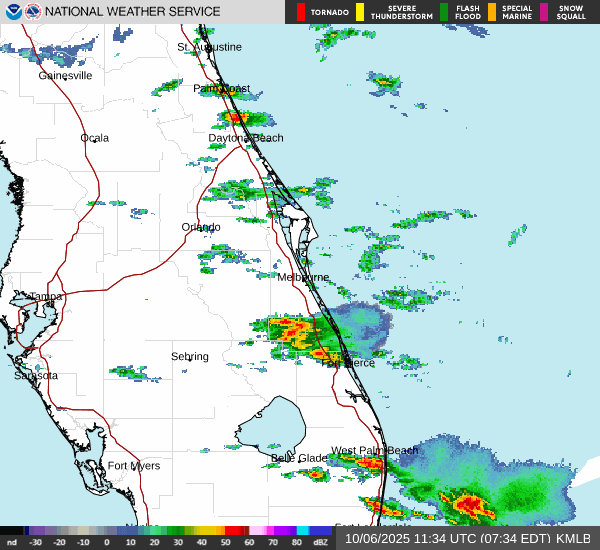 NATIONAL WEATHER SERVICE
TORNADO
SEVERE THUNDERSTORM
FLASH FLOOD
SPECIAL MARINE
SNOW SQUALL
St. Augustine
Gainesville
Palm Coast
Ocala
Daytona Beach
Orlando
Melbourne
Tampa
Sebring
Fort Pierce
Sarasota
West Palm Beach
Belle Glade
Fort Myers
nd -30 -20 -10 0 10 20 30 40 50 60 70 80 dBZ
10/06/2025 11:34 UTC (07:34 EDT) KMLB